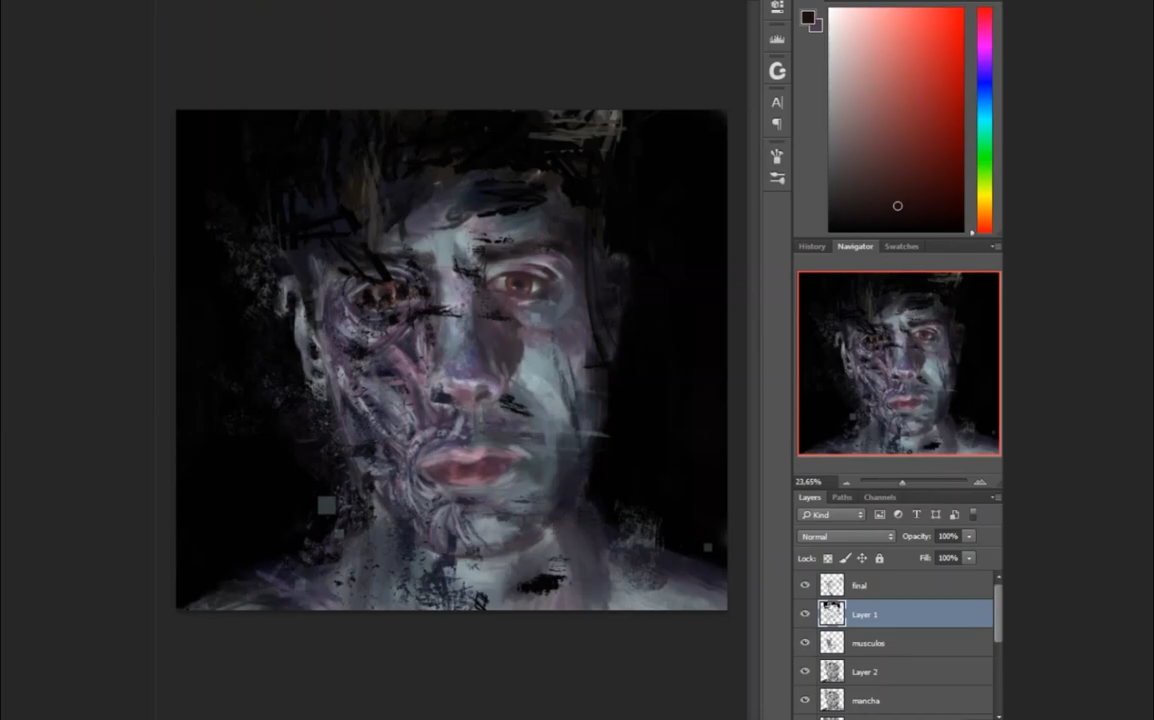 A|
History Navigator Swatches
23,65%
Layers Paths Channels
Kind T
Normal Opacity: 100%
Lock: Fill: 100%
final
Layer 1
musculos
Layer 2
mancha